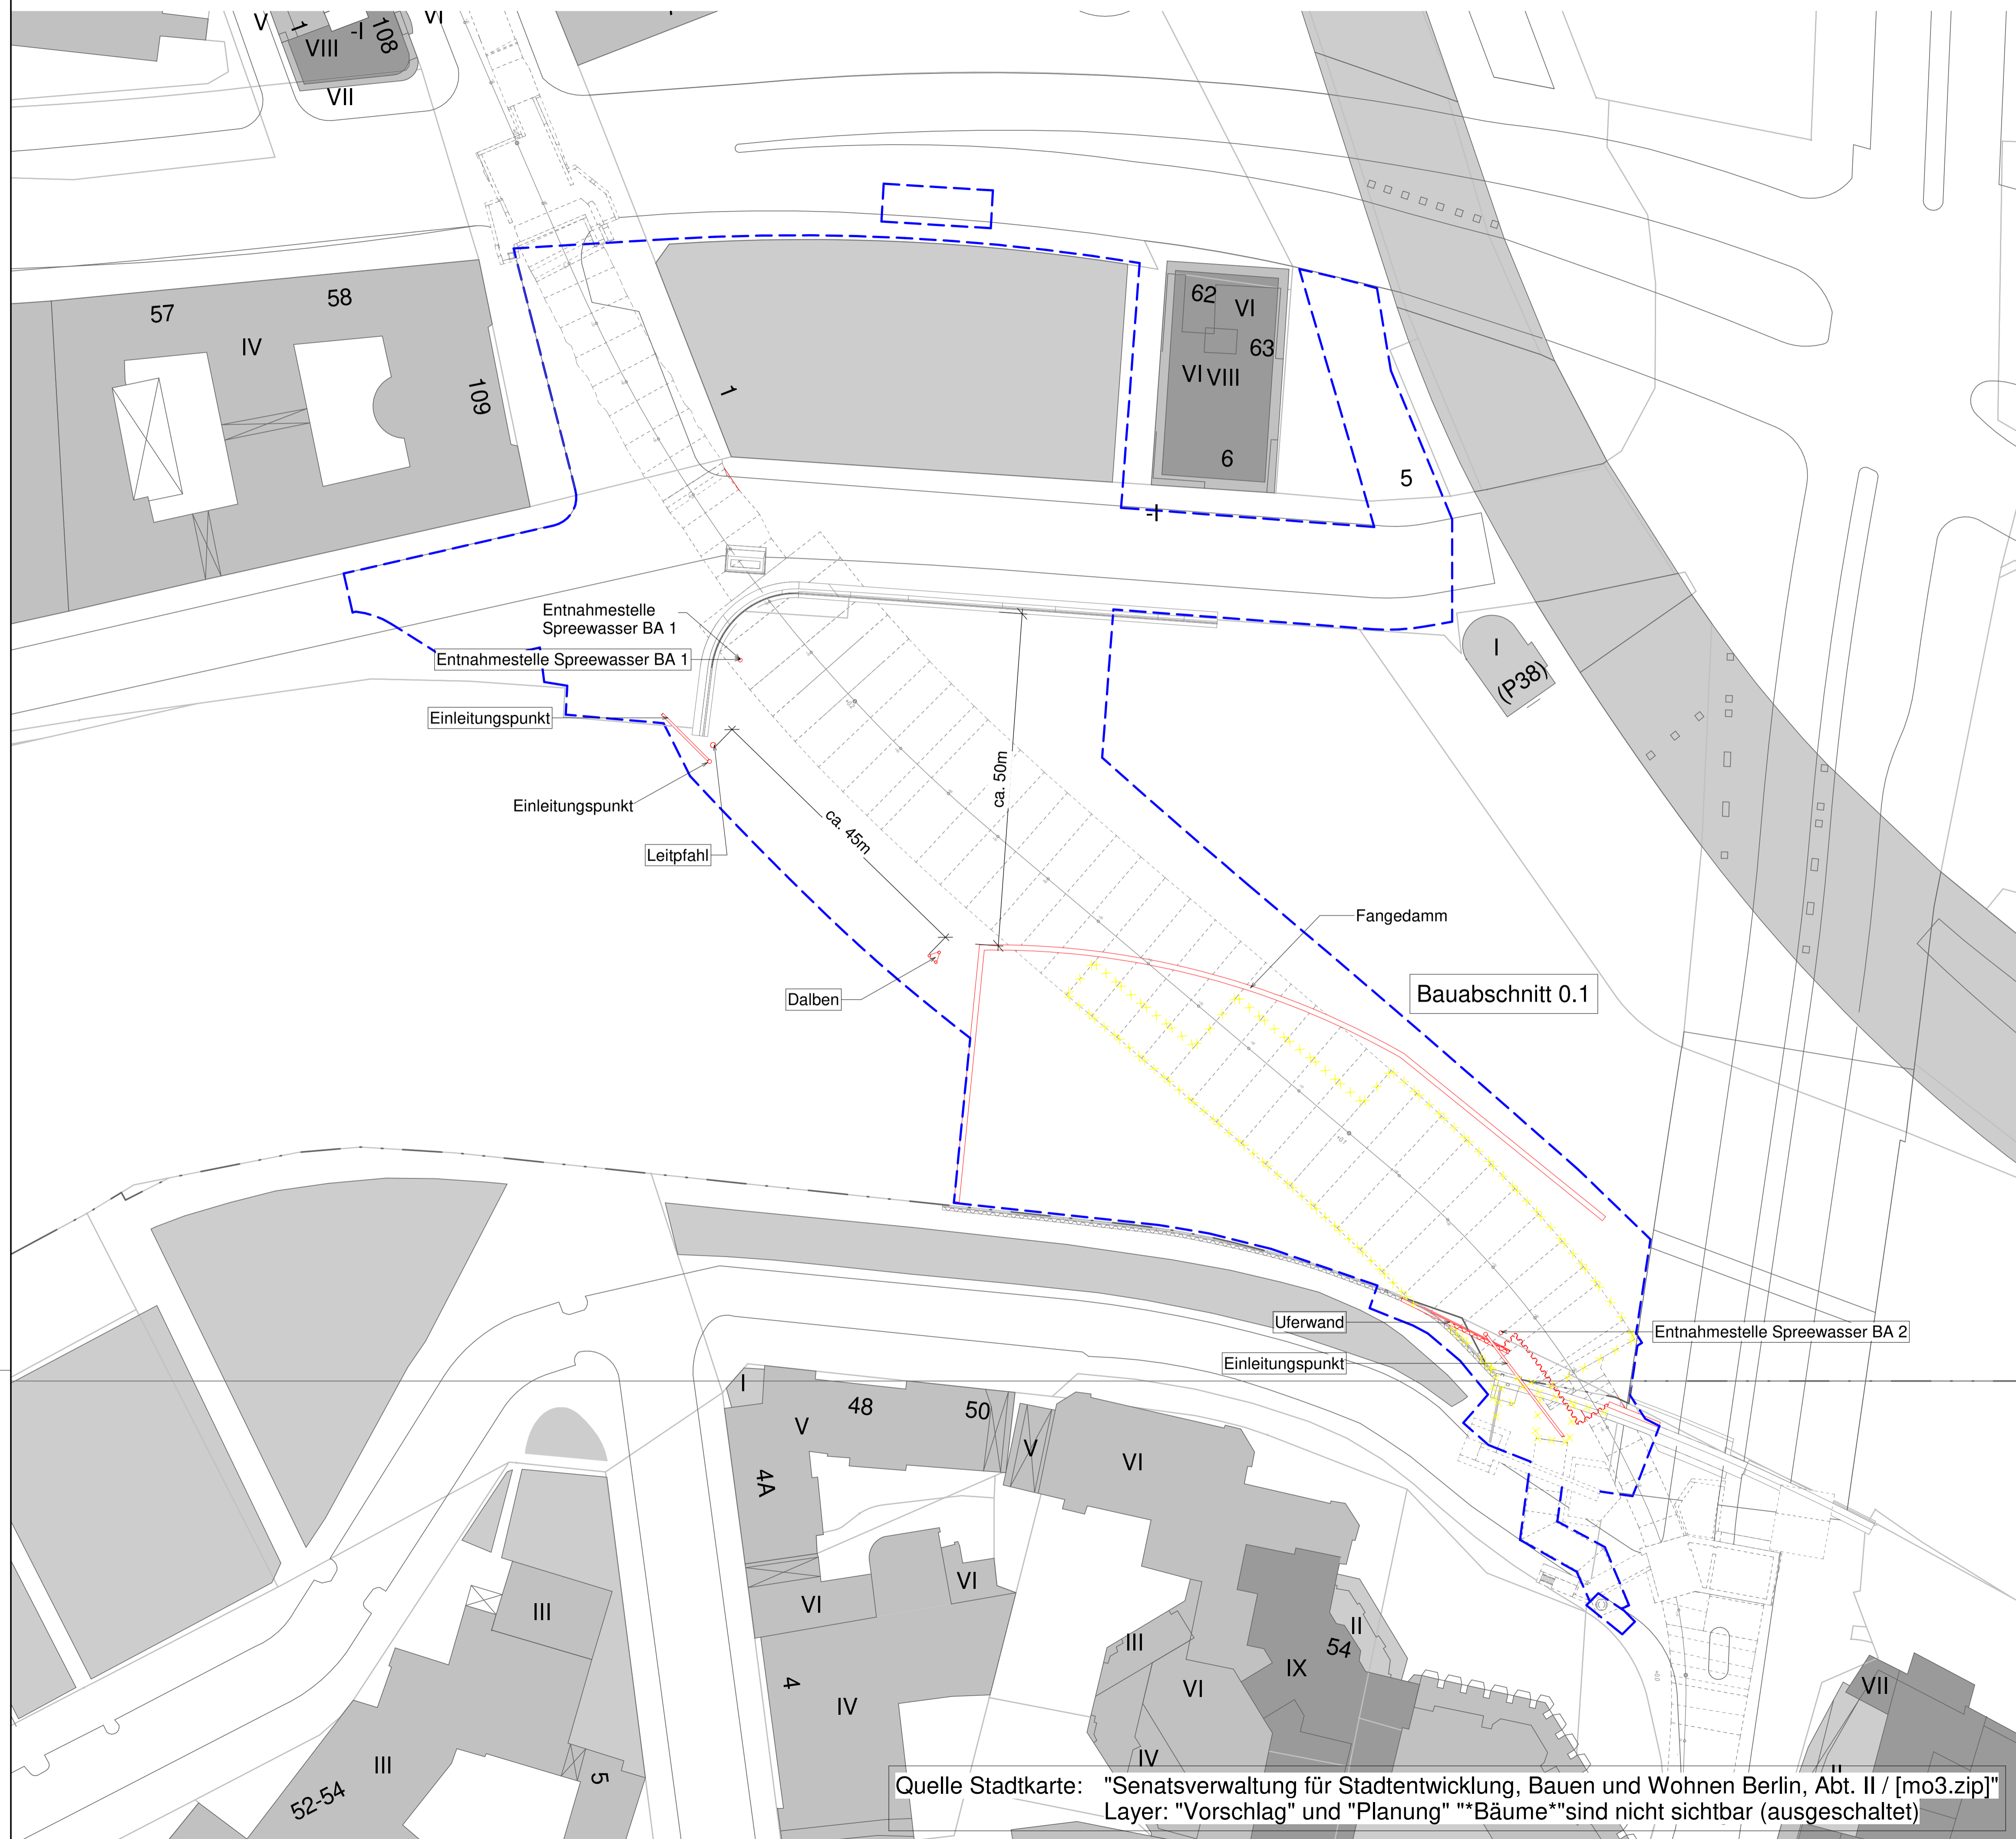 V
1
VIII
-I
108
VI
VII
57
58
IV
109
1
62
VI
63
VI
VIII
6
5
-I
Entnahmestelle
Spreewasser BA 1
Entnahmestelle Spreewasser BA 1
I
(P38)
Einleitungspunkt
ca. 50m
Einleitungspunkt
ca. 45m
Leitpfahl
Fangedamm
Dalben
Bauabschnitt 0.1
Uferwand
Entnahmestelle Spreewasser BA 2
Einleitungspunkt
I
48
50
V
V
VI
4A
VI
VI
III
III
II
54
IX
4
IV
VI
VII
III
IV
5
52-54
II
Quelle Stadtkarte: "Senatsverwaltung für Stadtentwicklung, Bauen und Wohnen Berlin, Abt. II / [mo3.zip]"
Layer: "Vorschlag" und "Planung" "*Bäume*"sind nicht sichtbar (ausgeschaltet)